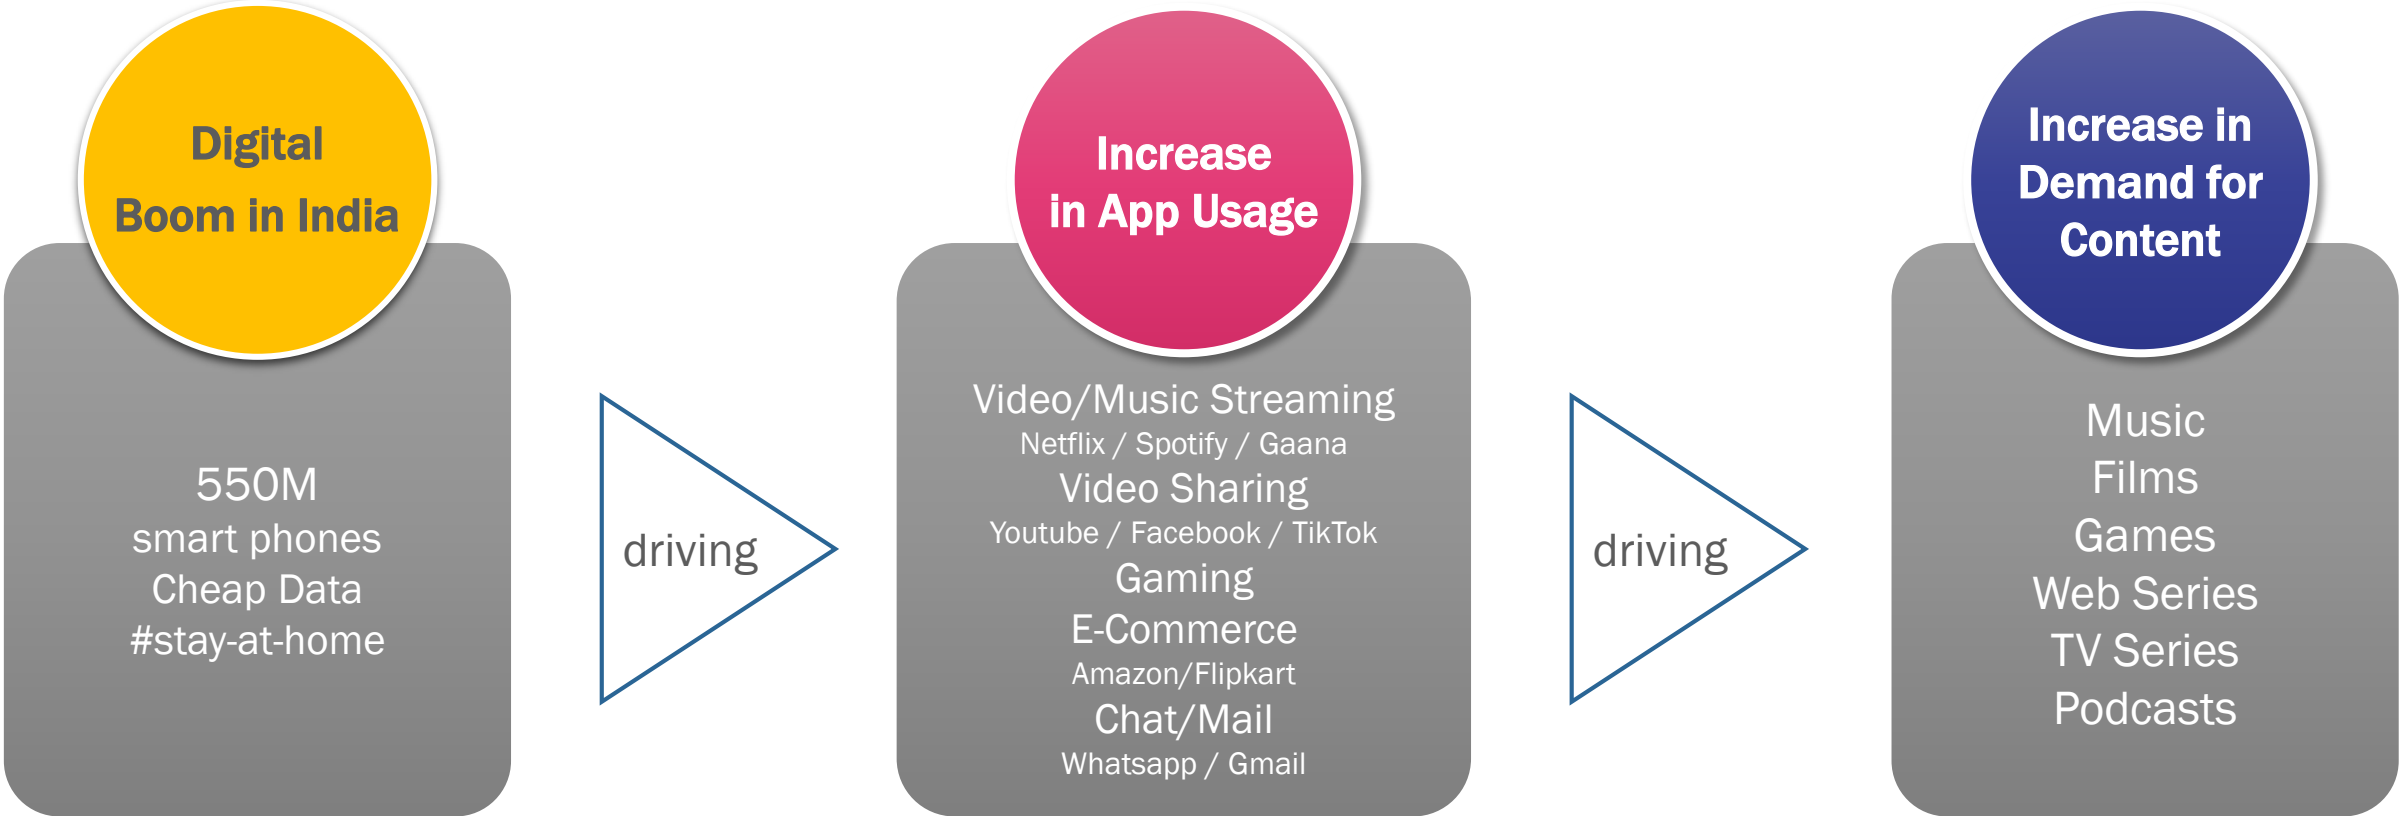 Digital
Boom in India
550M
smart phones
Cheap Data
#stay-at-home
driving
Increase
in App Usage
Video/Music Streaming
Netflix / Spotify / Gaana
Video Sharing
Youtube / Facebook / TikTok
Gaming
E-Commerce
Amazon/Flipkart
Chat/Mail
Whatsapp / Gmail
driving
Increase in
Demand for
Content
Music
Films
Games
Web Series
TV Series
Podcasts